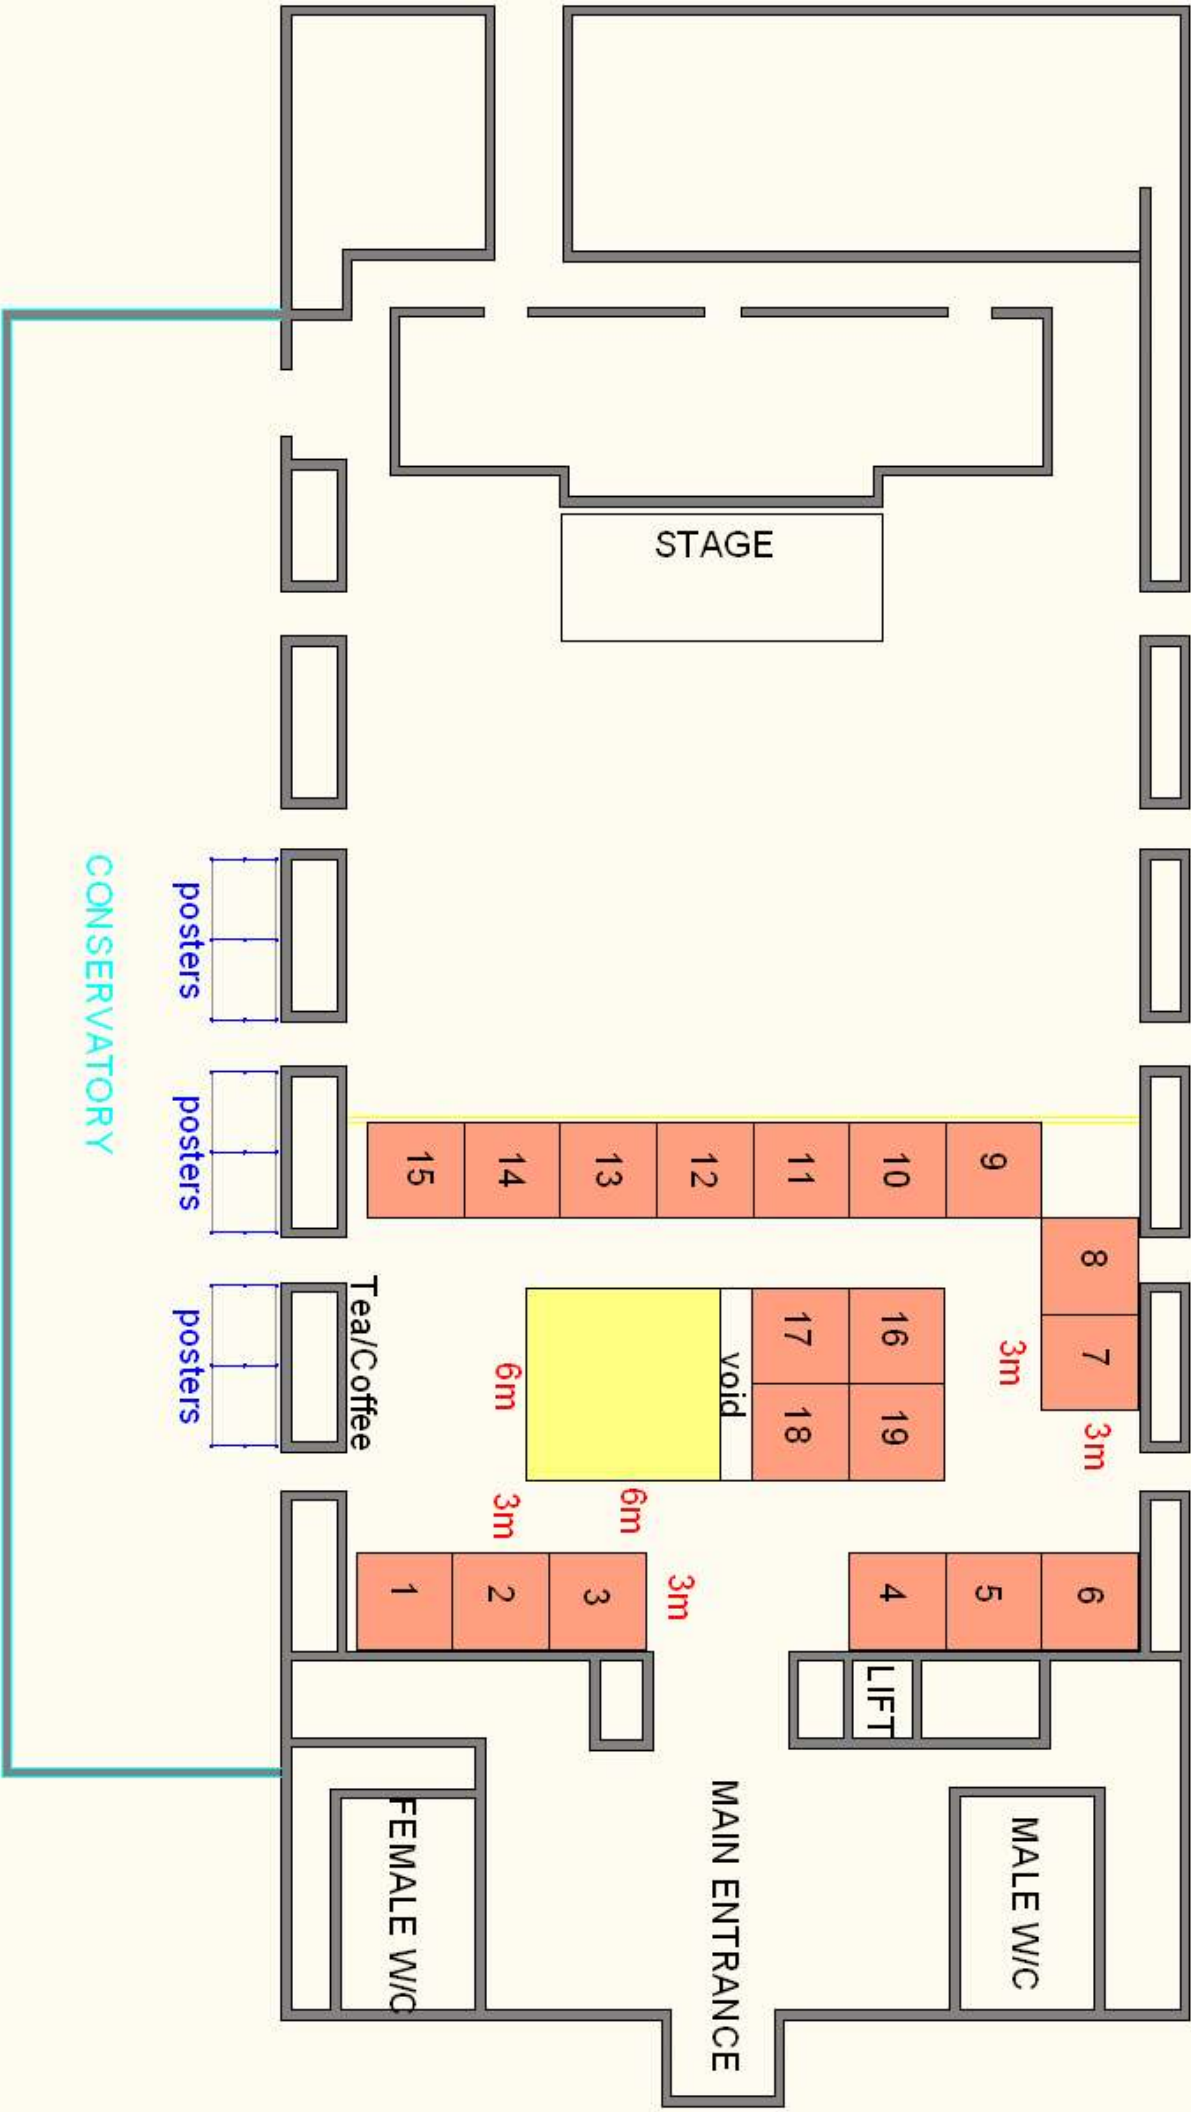 STAGE
CONSERVATORY
posters
posters
posters
15
14
13
12
11
10
9
8
7
3m
3m
Tea/Coffee
void
17
16
18
19
6m
6m
3m
3m
1
2
3
4
5
6
LIFT
MAIN ENTRANCE
FEMALE W/C
MALE W/C